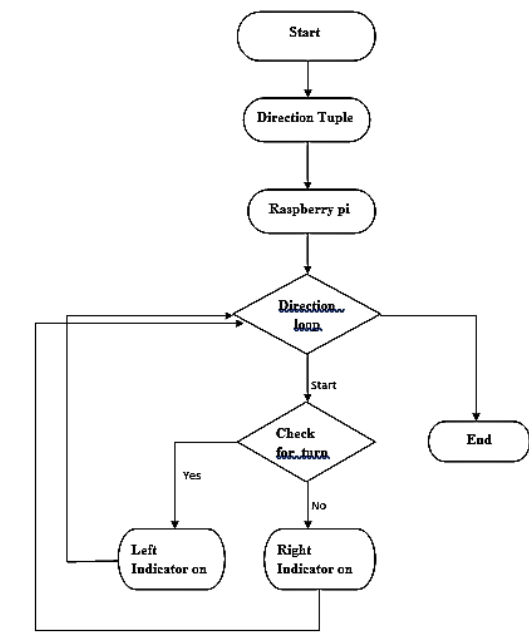 Start
Direction Tuple
Raspberry pi
Direction
loop
Start
Check
for turn
End
Yes
No
Left
Indicator on
Right
Indicator on